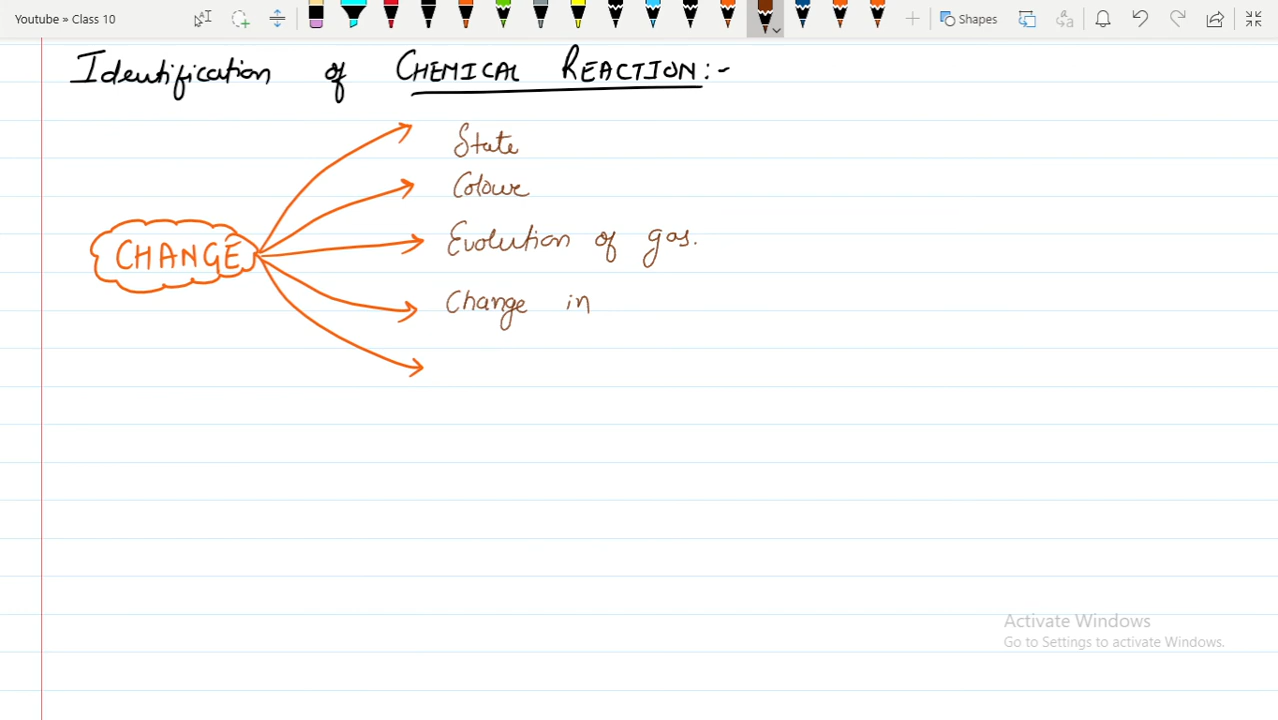 Youtube » Class 10
Shapes
Identification of CHEMICAL REACTION:-
State
Colour
Evolution of gas.
CHANGE
Change in
Activate Windows
Go to Settings to activate Windows.